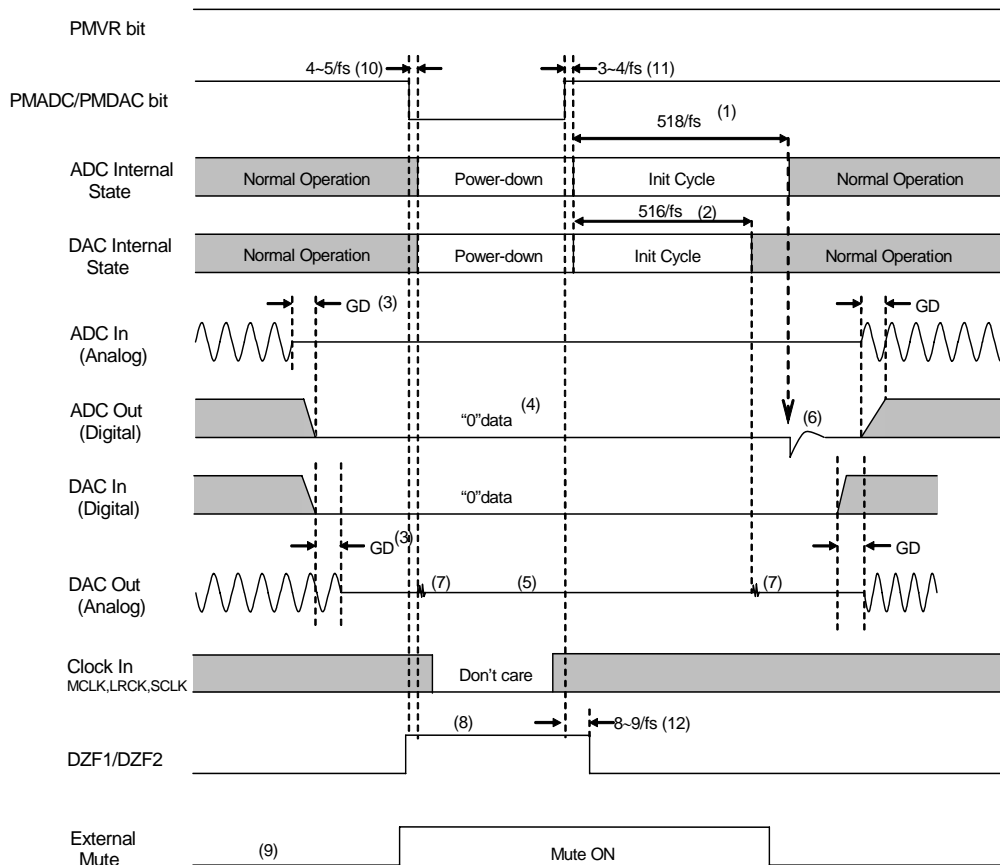 PMVR bit
4~5/fs (10)
3~4/fs (11)
PMADC/PMDAC bit
518/fs (1)
ADC Internal
State
Normal Operation
Power-down
Init Cycle
Normal Operation
516/fs (2)
DAC Internal
State
Normal Operation
Power-down
Init Cycle
Normal Operation
GD (3)
GD
ADC In
(Analog)
ADC Out
(Digital)
“0”data (4)
(6)
DAC In
(Digital)
“0”data
GD (3)
GD
DAC Out
(Analog)
(7)
(5)
(7)
Clock In
MCLK,LRCK,SCLK
Don’t care
(8)
8~9/fs (12)
DZF1/DZF2
External
Mute
(9)
Mute ON